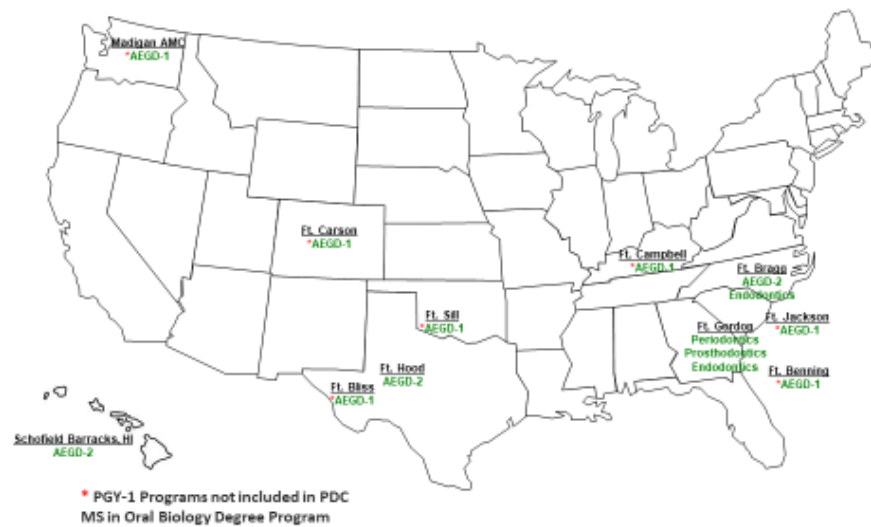 Madigan AMC
*AEGD-1
Ft. Carson
*AEGD-1
Ft. Campbell
*AEGD-1
Ft. Bragg
AEGD-2
Endodontics
Ft. Sill
*AEGD-1
Ft. Jackson
*AEGD-1
Ft. Gordon
Periodontics
Prosthodontics
Endodontics
Ft. Hood
AEGD-2
Ft. Benning
*AEGD-1
Ft. Bliss
*AEGD-1
Schofield Barracks, HI
AEGD-2
* PGY-1 Programs not included in PDC
MS in Oral Biology Degree Program